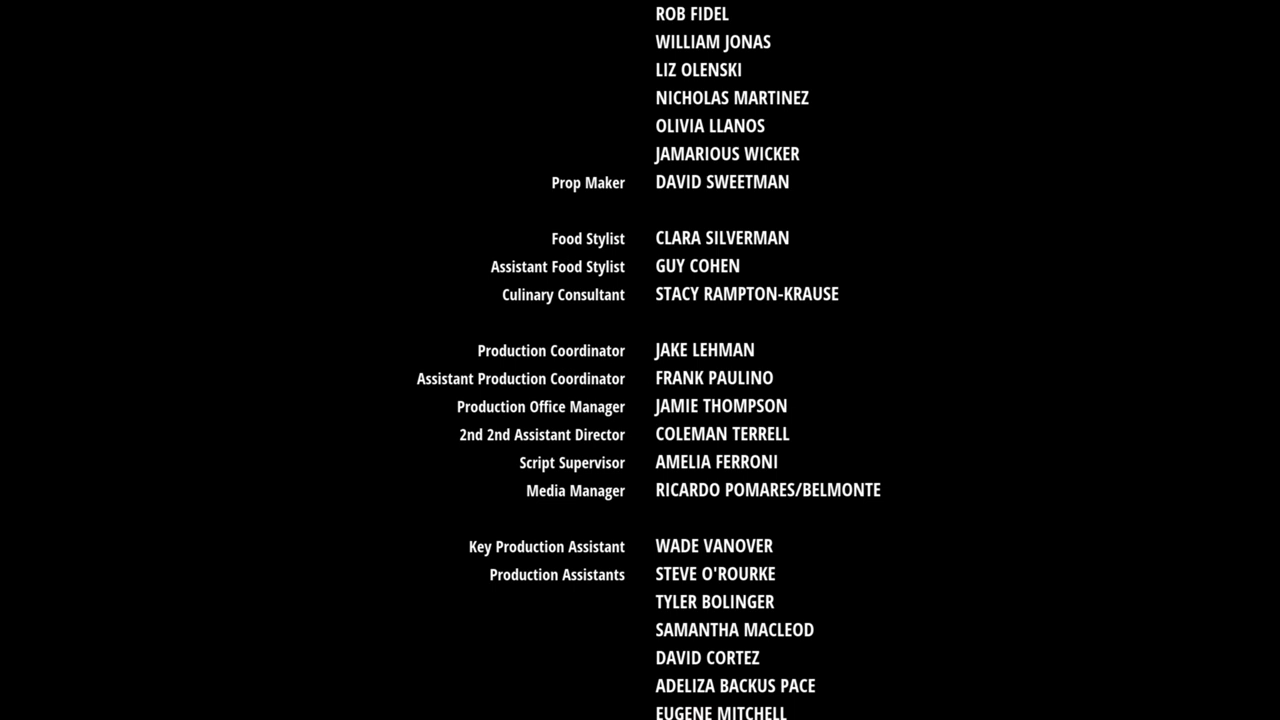 ROB FIDEL
WILLIAM JONAS
LIZ OLENSKI
NICHOLAS MARTINEZ
OLIVIA LLANOS
JAMARIOUS WICKER
Prop Maker DAVID SWEETMAN
Food Stylist CLARA SILVERMAN
Assistant Food Stylist GUY COHEN
Culinary Consultant STACY RAMPTON-KRAUSE
Production Coordinator JAKE LEHMAN
Assistant Production Coordinator FRANK PAULINO
Production Office Manager JAMIE THOMPSON
2nd 2nd Assistant Director COLEMAN TERRELL
Script Supervisor AMELIA FERRONI
Media Manager RICARDO POMARES/BELMONTE
Key Production Assistant WADE VANOVER
Production Assistants STEVE O'ROURKE
TYLER BOLINGER
SAMANTHA MACLEOD
DAVID CORTEZ
ADELIZA BACKUS PACE
EUGENE MITCHELL